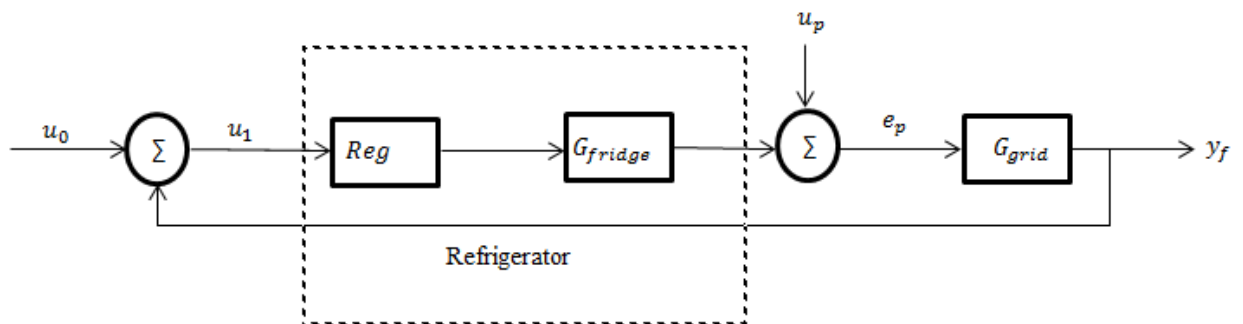 u_p
u_0
Σ
u_1
Reg
G_fridge
Σ
e_p
G_grid
y_f
Refrigerator